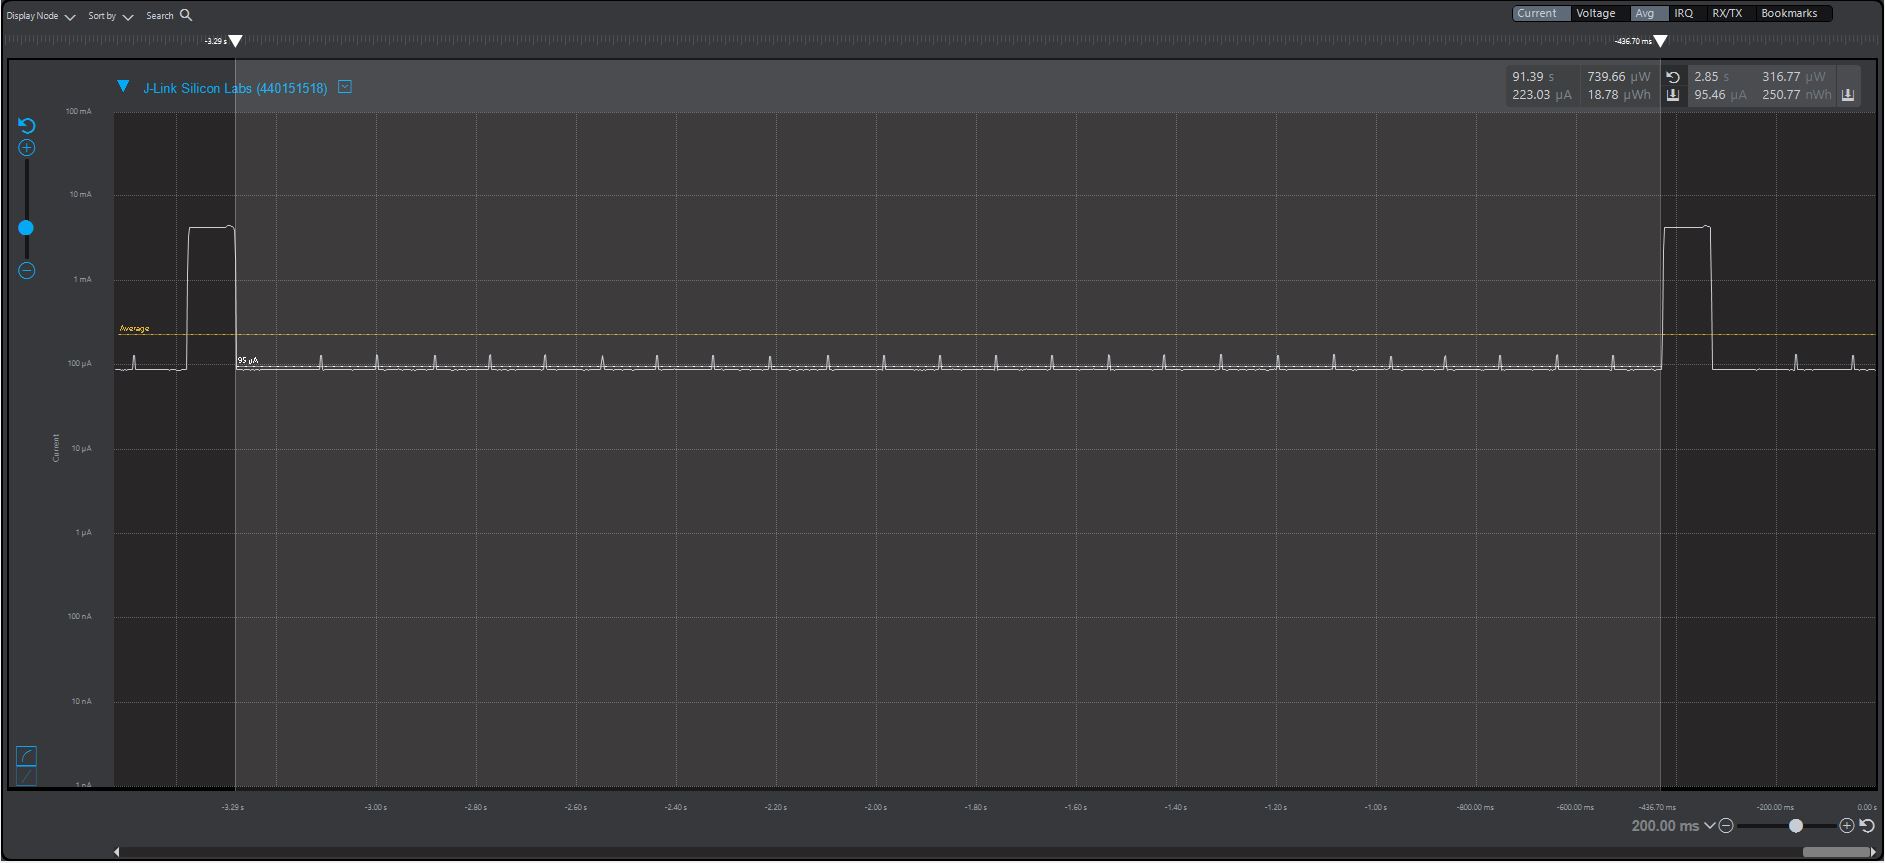 Display Node Sort by Search Current Voltage Avg IRQ RX/TX Bookmarks
-3.29 s -436.70 ms
J-Link Silicon Labs (440151518)
91.39 s 739.66 µW 2.85 s 316.77 µW
223.03 µA 18.78 µWh 95.46 µA 250.77 nWh
100 mA
10 mA
1 mA
Average
95 µA
100 µA
10 µA
1 µA
100 nA
10 nA
1 nA
Current
-3.29 s -3.00 s -2.80 s -2.60 s -2.40 s -2.20 s -2.00 s -1.80 s -1.60 s -1.40 s -1.20 s -1.00 s -800.00 ms -600.00 ms -436.70 ms -200.00 ms 0.00 s
200.00 ms